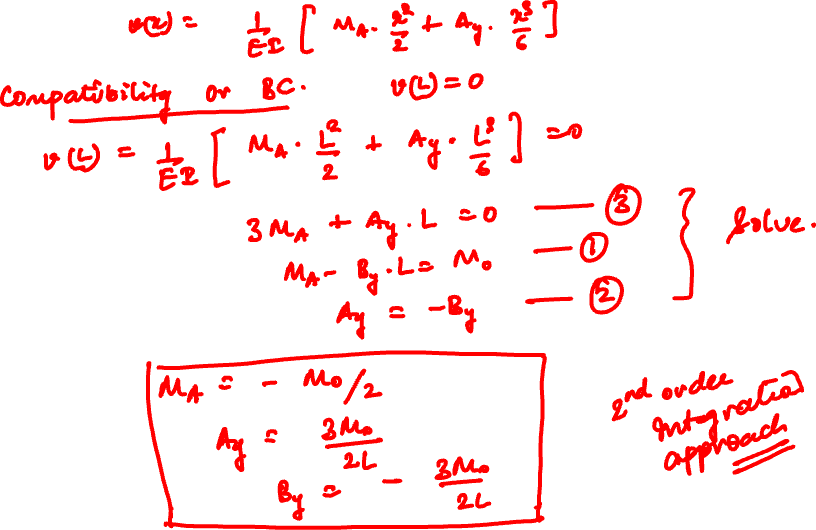 v(x) = 1/EI [ M_A · x²/2 + A_y · x³/6 ]
Compatibility or BC. v(L) = 0
v(L) = 1/EI [ M_A · L²/2 + A_y · L³/6 ] = 0
3 M_A + A_y · L = 0 — ③
M_A - B_y · L = M₀ — ①
A_y = -B_y — ②
} Solve.
M_A = - M₀/2
A_y = 3M₀/2L
B_y = - 3M₀/2L
2nd order
Integration
approach